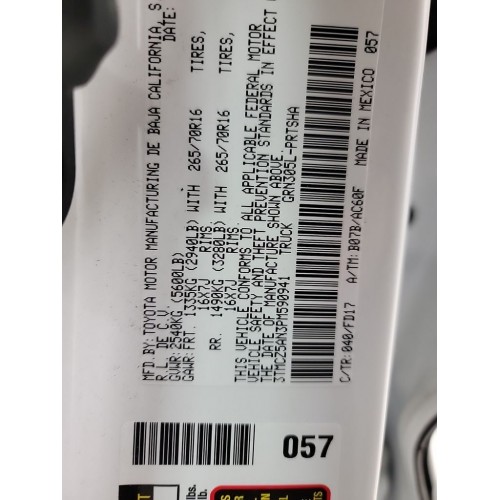 MFD.BY:TOYOTA MOTOR MANUFACTURING DE BAJA CALIFORNIA, S
R.L. DE C.V. DATE:
GVWR:2540KG(5600LB)
GAWR:FRT. 1335KG(2940LB)WITH 265/70R16 TIRES,
16X7J RIMS,
RR. 1490KG(3280LB)WITH 265/70R16 TIRES,
16X7J RIMS,
THIS VEHICLE CONFORMS TO ALL APPLICABLE FEDERAL MOTOR
VEHICLE SAFETY AND THEFT PREVENTION STANDARDS IN EFFECT
THE DATE OF MANUFACTURE SHOWN ABOVE.
3TMCZ5AN3PM590941 TRUCK GRN305L-PRTSHA
C/TR:040/FD17 A/TM:B07B/AC60F MADE IN MEXICO 057
057
lbs.
lb.